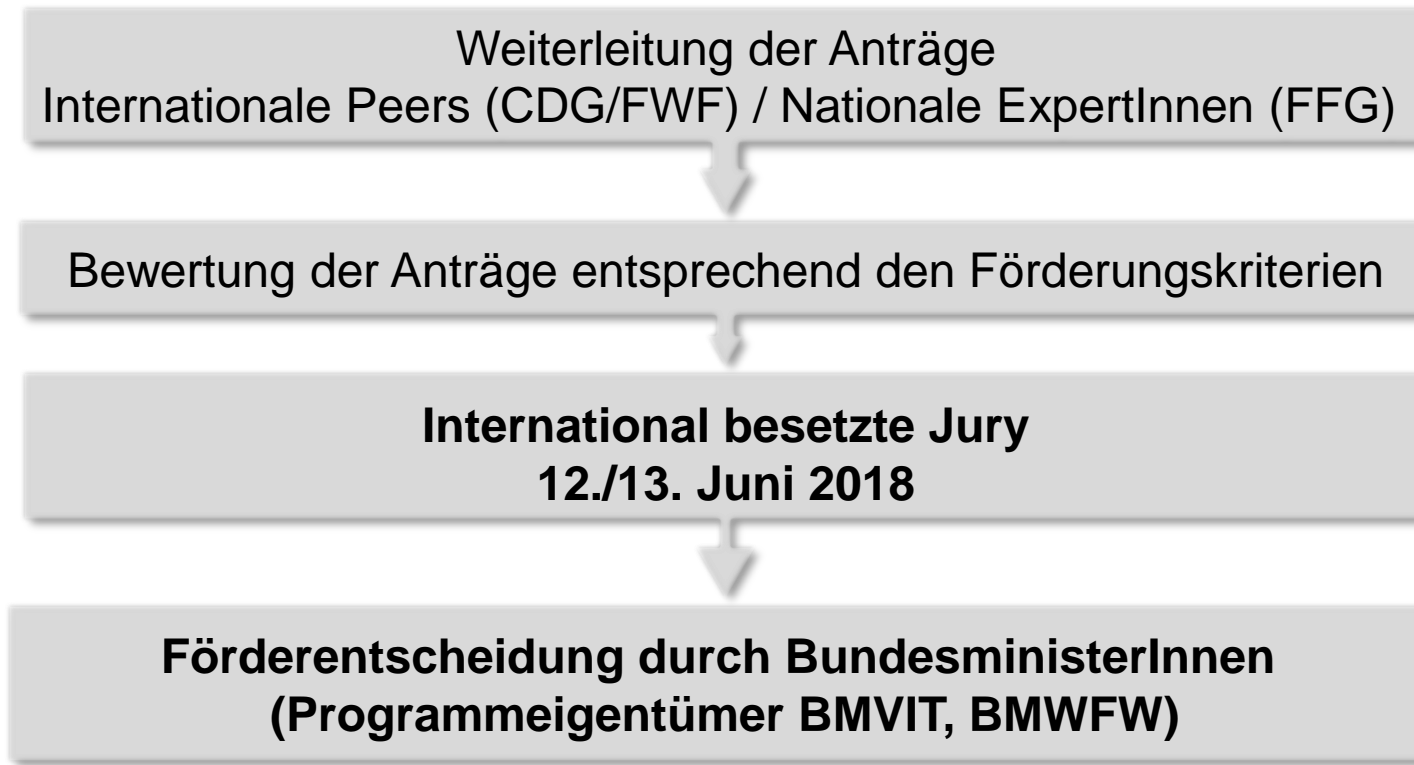 Weiterleitung der Anträge
Internationale Peers (CDG/FWF) / Nationale ExpertInnen (FFG)
Bewertung der Anträge entsprechend den Förderungskriterien
International besetzte Jury
12./13. Juni 2018
Förderentscheidung durch BundesministerInnen
(Programmeigentümer BMVIT, BMWFW)